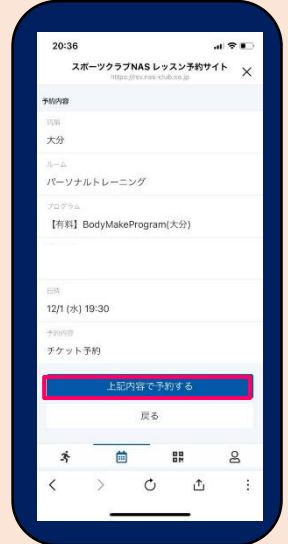 20:36
スポーツクラブNAS レッスン予約サイト
https://rsv.nas-club.co.jp
予約内容
店舗
大分
ルーム
パーソナルトレーニング
プログラム
【有料】BodyMakeProgram(大分)
日時
12/1 (水) 19:30
予約内容
チケット予約
上記内容で予約する
戻る